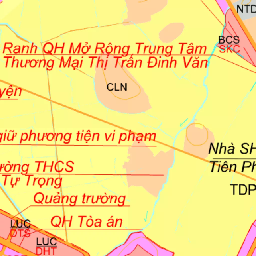 NTD
BCS
SKC
Ranh QH Mở Rộng Trung Tâm
Thương Mại Thị Trấn Đinh Văn
CLN
yện
giữ phương tiện vi phạm
Nhà SH
Tiên Ph
ường THCS
Tự Trọng
TDP
Quảng trường
LUC
DTS
QH Tòa án
LUC
DHT